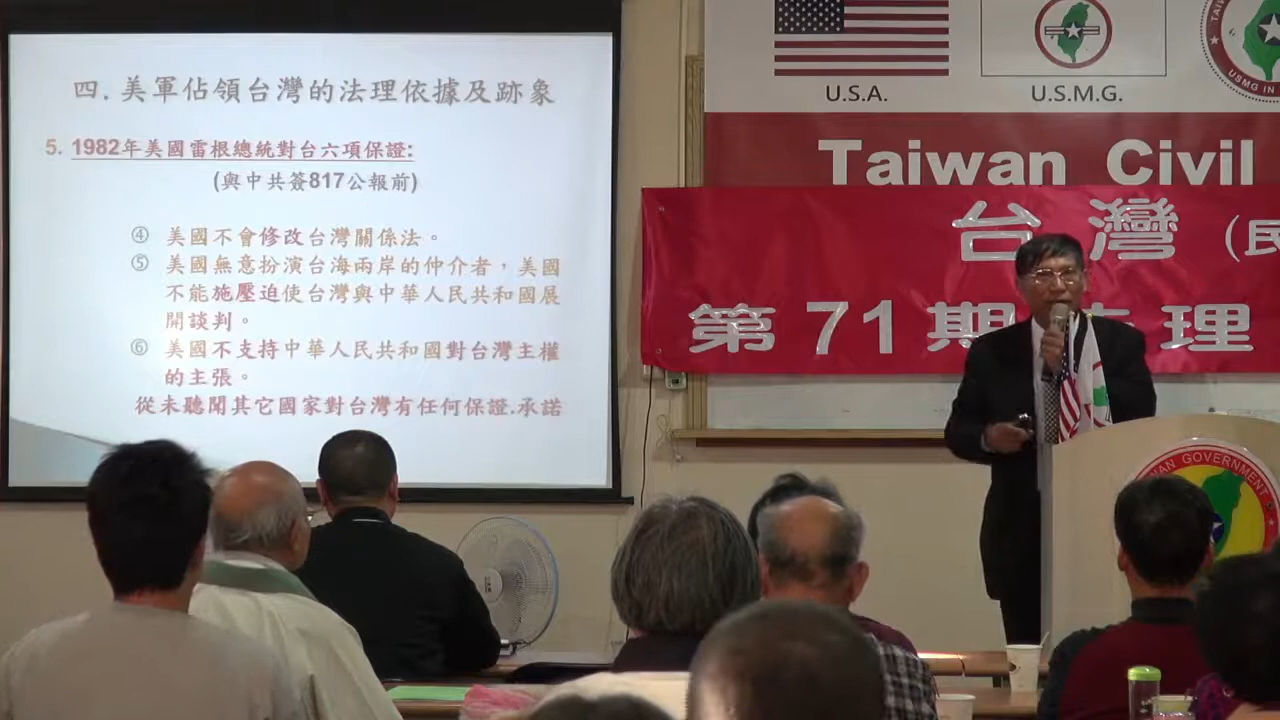 四. 美軍佔領台灣的法理依據及跡象
5. 1982年美國雷根總統對台六項保證:
(與中共簽817公報前)
④ 美國不會修改台灣關係法。
⑤ 美國無意扮演台海兩岸的仲介者，美國
不能施壓迫使台灣與中華人民共和國展
開談判。
⑥ 美國不支持中華人民共和國對台灣主權
的主張。
從未聽聞其它國家對台灣有任何保證.承諾
U.S.A.
U.S.M.G.
USMG IN
Taiwan Civil
台灣（民
第71期 理
GOVERNMENT